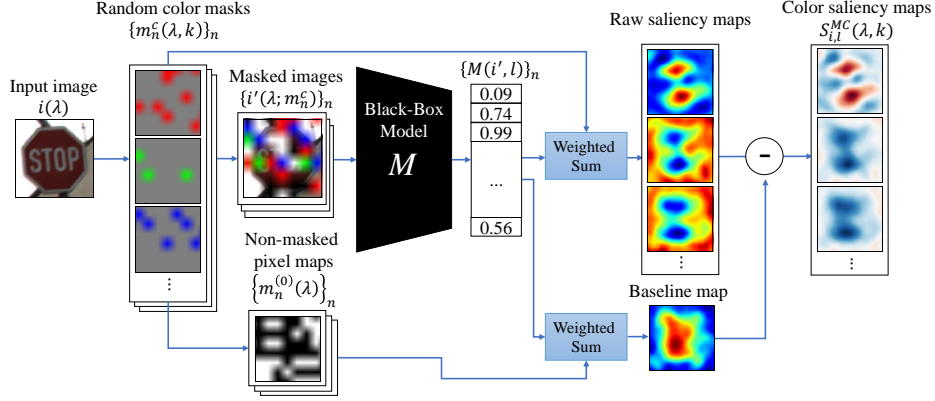 Random color masks
{m_n^c(λ, k)}_n
Input image
i(λ)
STOP
Masked images
{i′(λ; m_n^c)}_n
Black-Box
Model
M
{M(i′, l)}_n
0.09
0.74
0.99
...
0.56
Weighted
Sum
Raw saliency maps
Color saliency maps
S_{i,l}^{MC}(λ, k)
-
⋮
⋮
⋮
Non-masked
pixel maps
{m_n^{(0)}(λ)}_n
Weighted
Sum
Baseline map